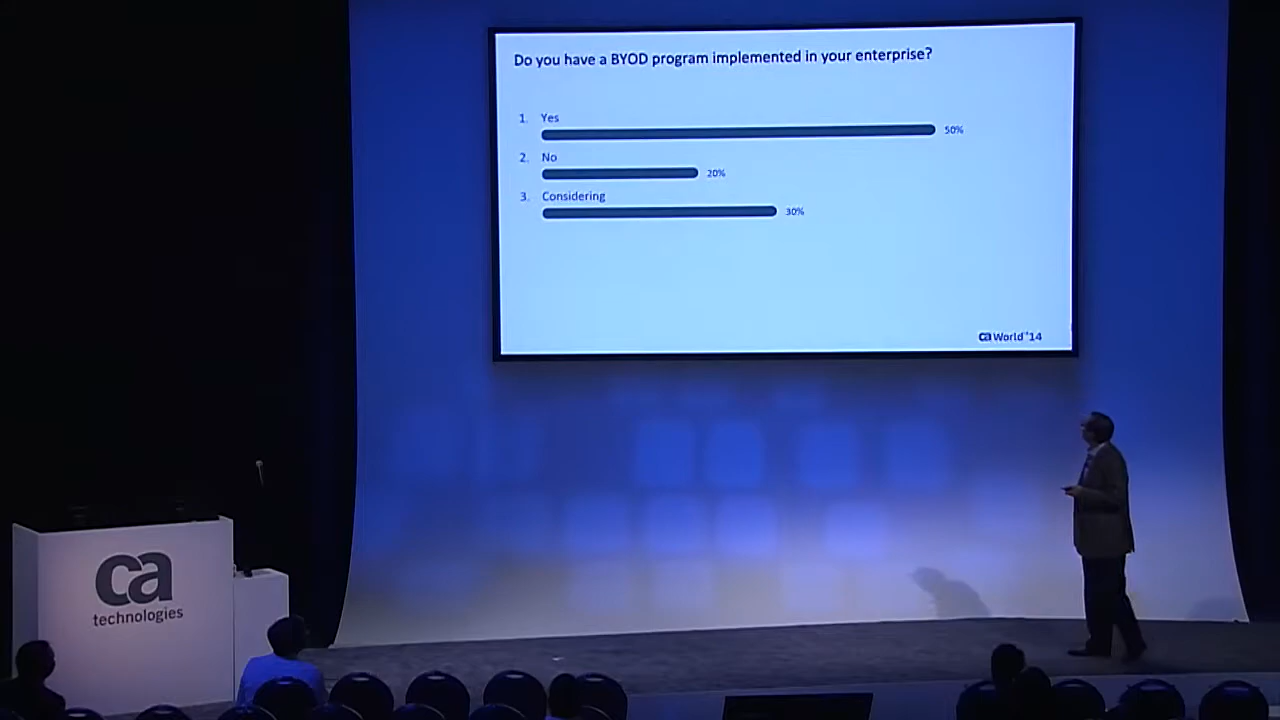 Do you have a BYOD program implemented in your enterprise?
1. Yes
50%
2. No
20%
3. Considering
30%
ca World '14
ca
technologies